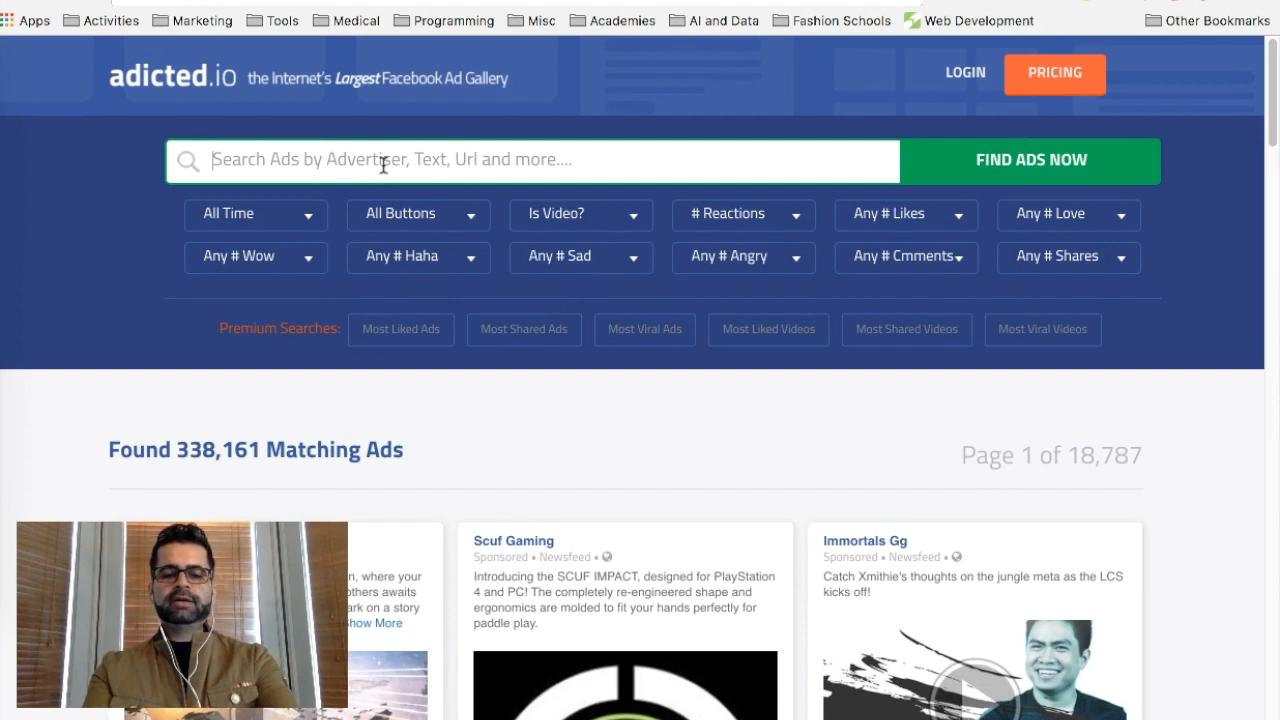 Apps Activities Marketing Tools Medical Programming Misc Academies AI and Data Fashion Schools Web Development Other Bookmarks
adicted.io the Internet's Largest Facebook Ad Gallery LOGIN PRICING
Search Ads by Advertiser, Text, Url and more.... FIND ADS NOW
All Time All Buttons Is Video? # Reactions Any # Likes Any # Love
Any # Wow Any # Haha Any # Sad Any # Angry Any # Cmments Any # Shares
Premium Searches: Most Liked Ads Most Shared Ads Most Viral Ads Most Liked Videos Most Shared Videos Most Viral Videos
Found 338,161 Matching Ads Page 1 of 18,787
n, where your
others awaits
ark on a story
Show More
Scuf Gaming
Sponsored • Newsfeed •
Introducing the SCUF IMPACT, designed for PlayStation
4 and PC! The completely re-engineered shape and
ergonomics are molded to fit your hands perfectly for
paddle play.
Immortals Gg
Sponsored • Newsfeed •
Catch Xmithie's thoughts on the jungle meta as the LCS
kicks off!